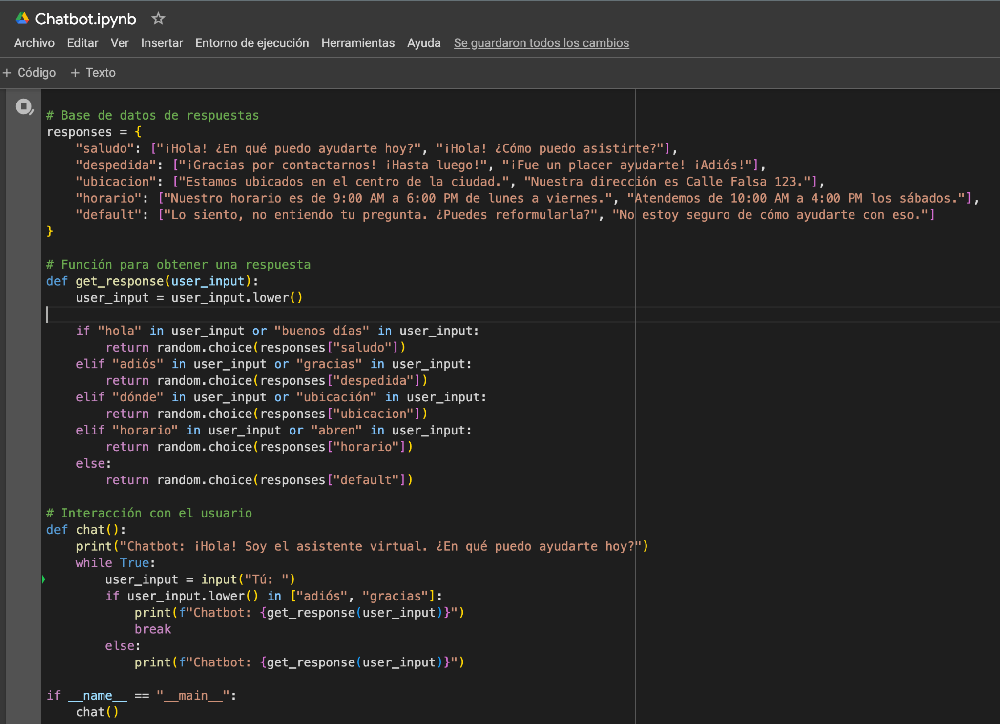 Chatbot.ipynb
Archivo Editar Ver Insertar Entorno de ejecución Herramientas Ayuda Se guardaron todos los cambios
+ Código + Texto
# Base de datos de respuestas
responses = {
    "saludo": ["¡Hola! ¿En qué puedo ayudarte hoy?", "¡Hola! ¿Cómo puedo asistirte?"],
    "despedida": ["¡Gracias por contactarnos! ¡Hasta luego!", "¡Fue un placer ayudarte! ¡Adiós!"],
    "ubicacion": ["Estamos ubicados en el centro de la ciudad.", "Nuestra dirección es Calle Falsa 123."],
    "horario": ["Nuestro horario es de 9:00 AM a 6:00 PM de lunes a viernes.", "Atendemos de 10:00 AM a 4:00 PM los sábados."],
    "default": ["Lo siento, no entiendo tu pregunta. ¿Puedes reformularla?", "No estoy seguro de cómo ayudarte con eso."]
}
# Función para obtener una respuesta
def get_response(user_input):
    user_input = user_input.lower()
    if "hola" in user_input or "buenos días" in user_input:
        return random.choice(responses["saludo"])
    elif "adiós" in user_input or "gracias" in user_input:
        return random.choice(responses["despedida"])
    elif "dónde" in user_input or "ubicación" in user_input:
        return random.choice(responses["ubicacion"])
    elif "horario" in user_input or "abren" in user_input:
        return random.choice(responses["horario"])
    else:
        return random.choice(responses["default"])
# Interacción con el usuario
def chat():
    print("Chatbot: ¡Hola! Soy el asistente virtual. ¿En qué puedo ayudarte hoy?")
    while True:
        user_input = input("Tú: ")
        if user_input.lower() in ["adiós", "gracias"]:
            print(f"Chatbot: {get_response(user_input)}")
            break
        else:
            print(f"Chatbot: {get_response(user_input)}")
if __name__ == "__main__":
    chat()